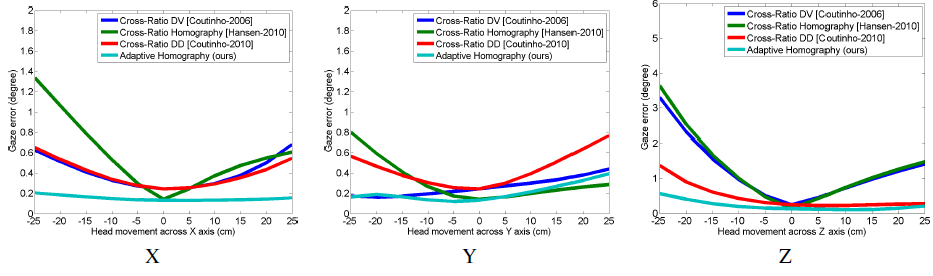 2
1.8
1.6
1.4
1.2
1
0.8
0.6
0.4
0.2
0
Gaze error (degree)
Cross-Ratio DV [Coutinho-2006]
Cross-Ratio Homography [Hansen-2010]
Cross-Ratio DD [Coutinho-2010]
Adaptive Homography (ours)
-25 -20 -15 -10 -5 0 5 10 15 20 25
Head movement across X axis (cm)
X
2
1.8
1.6
1.4
1.2
1
0.8
0.6
0.4
0.2
0
Gaze error (degree)
Cross-Ratio DV [Coutinho-2006]
Cross-Ratio Homography [Hansen-2010]
Cross-Ratio DD [Coutinho-2010]
Adaptive Homography (ours)
-25 -20 -15 -10 -5 0 5 10 15 20 25
Head movement across Y axis (cm)
Y
6
5
4
3
2
1
0
Gaze error (degree)
Cross-Ratio DV [Coutinho-2006]
Cross-Ratio Homography [Hansen-2010]
Cross-Ratio DD [Coutinho-2010]
Adaptive Homography (ours)
-25 -20 -15 -10 -5 0 5 10 15 20 25
Head movement across Z axis (cm)
Z